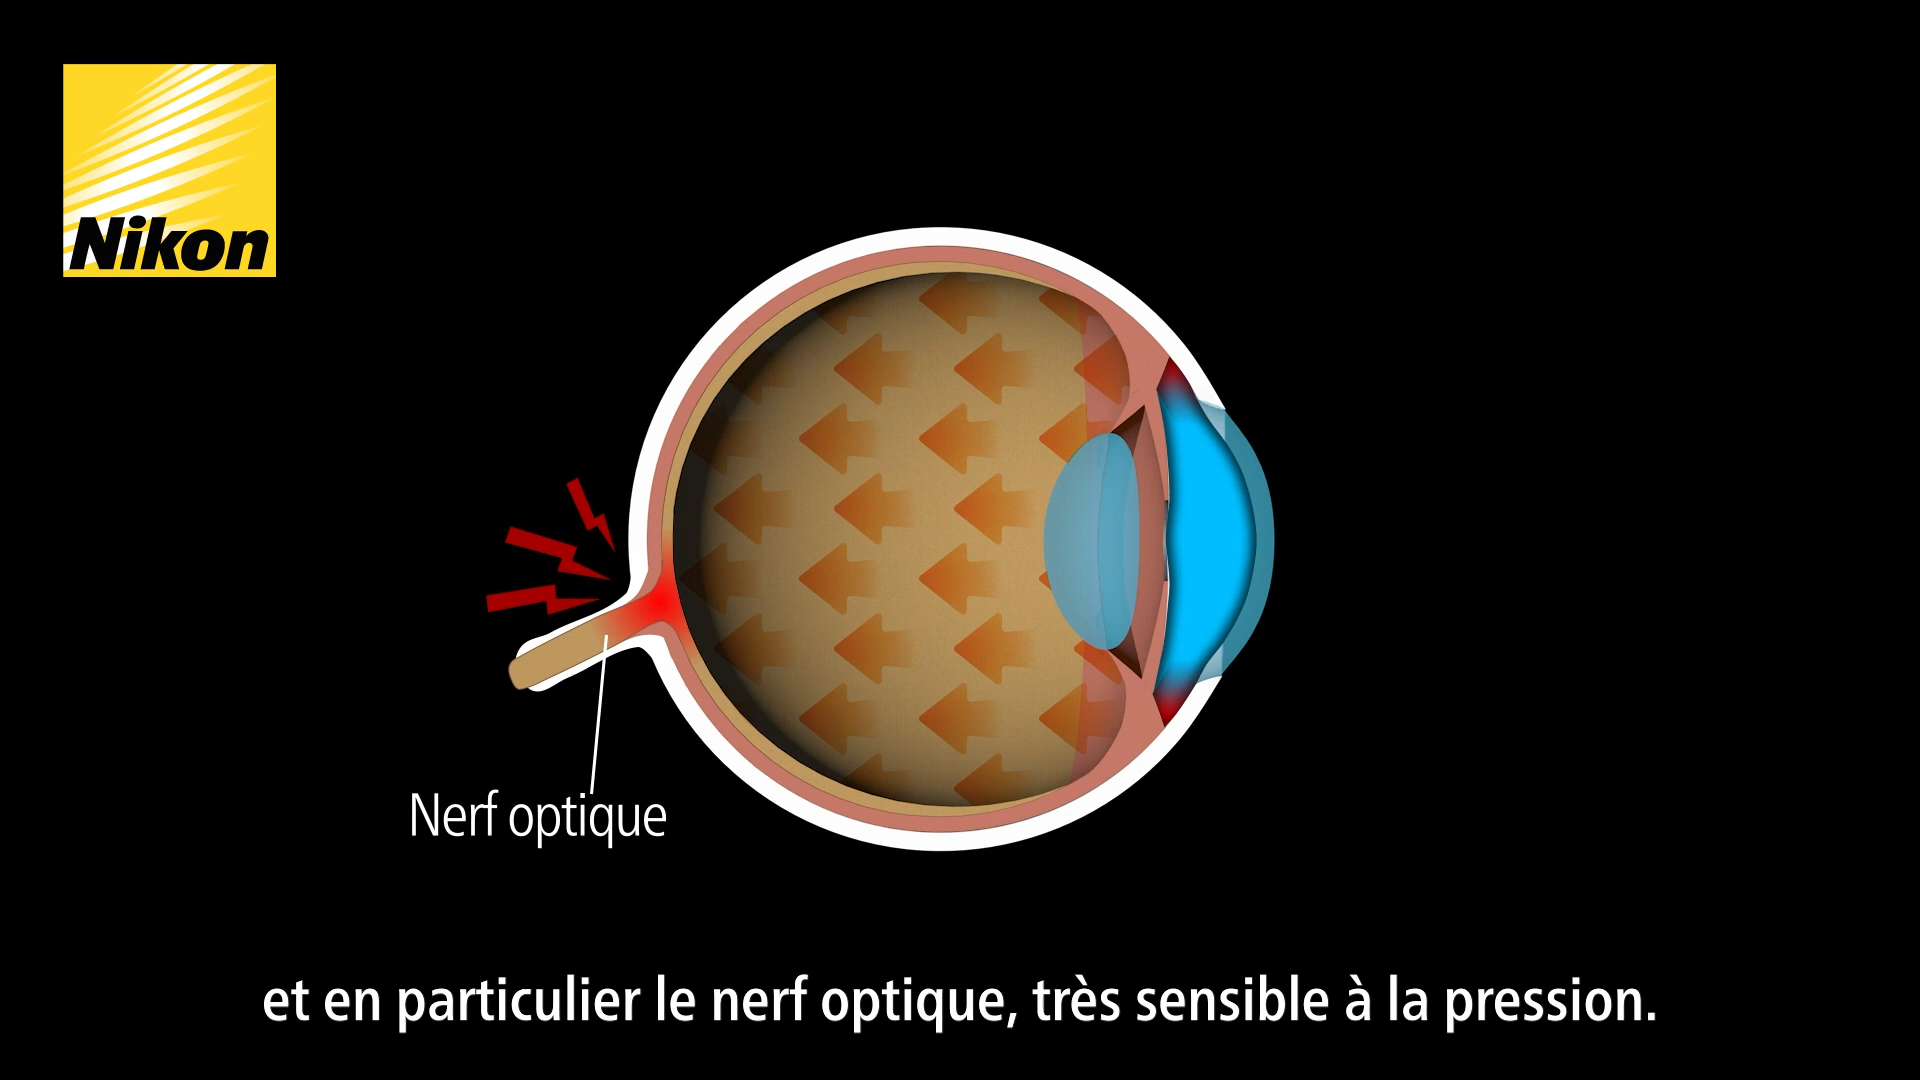 Nikon
Nerf optique
et en particulier le nerf optique, très sensible à la pression.